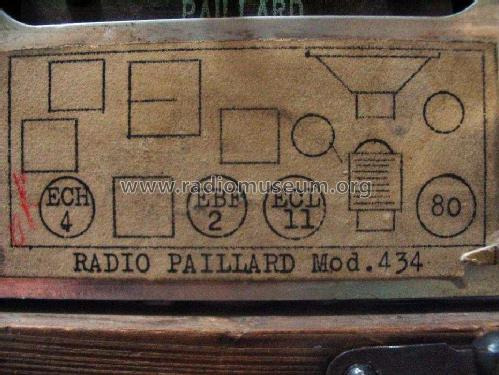 PAILLARD
www.radiomuseum.org
ECH
4
EBF
2
ECL
11
80
RADIO PAILLARD Mod.434